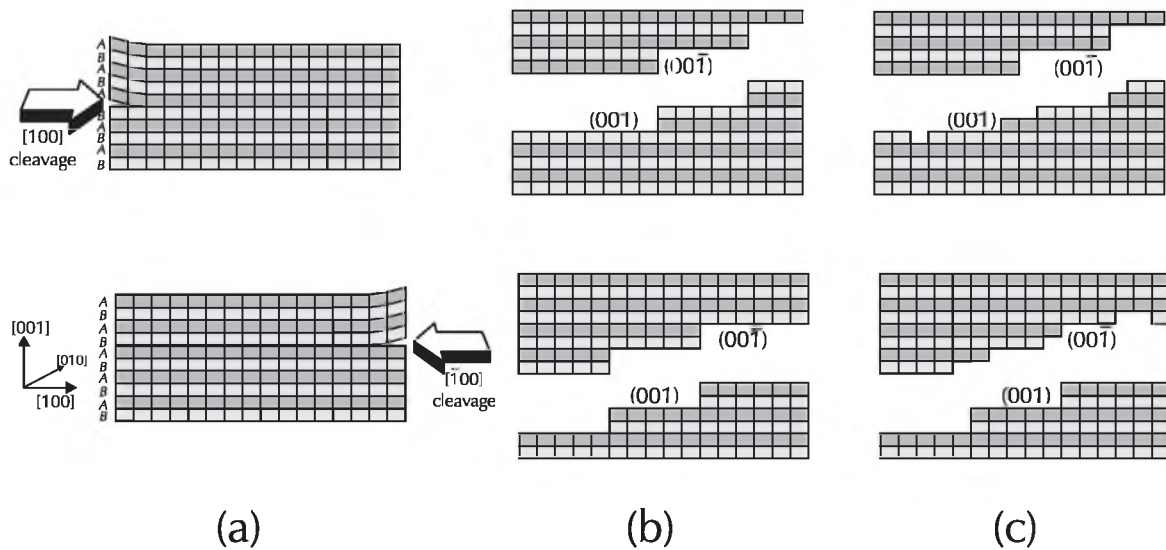 A
B
A
B
A
B
A
B
A
B
[100]
cleavage
(001̄)
(001)
(001̄)
(001)
A
B
A
B
A
B
A
B
A
B
[001]
[010]
[100]
[1̄00]
cleavage
(001̄)
(001)
(001̄)
(001)
(a) (b) (c)